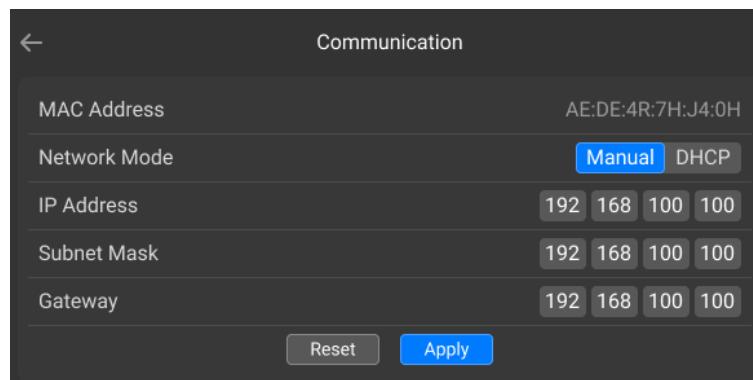 Communication
MAC Address AE:DE:4R:7H:J4:0H
Network Mode Manual DHCP
IP Address 192 168 100 100
Subnet Mask 192 168 100 100
Gateway 192 168 100 100
Reset Apply